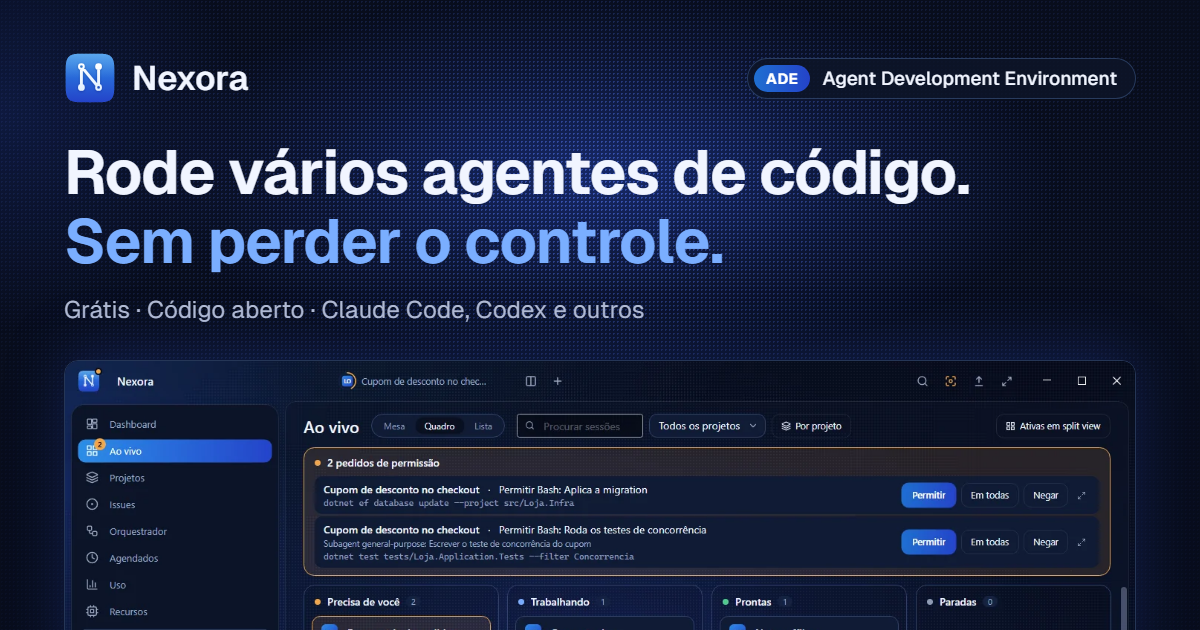 Nexora
ADE Agent Development Environment
Rode vários agentes de código.
Sem perder o controle.
Grátis · Código aberto · Claude Code, Codex e outros
Nexora
Cupom de desconto no chec...
Dashboard
Ao vivo
2
Projetos
Issues
Orquestrador
Agendados
Uso
Recursos
Ao vivo
Mesa Quadro Lista
Procurar sessões
Todos os projetos
Por projeto
Ativas em split view
2 pedidos de permissão
Cupom de desconto no checkout · Permitir Bash: Aplica a migration
dotnet ef database update --project src/Loja.Infra
Permitir Em todas Negar
Cupom de desconto no checkout · Permitir Bash: Roda os testes de concorrência
Subagent general-purpose: Escrever o teste de concorrência do cupom
dotnet test tests/Loja.Application.Tests --filter Concorrencia
Permitir Em todas Negar
Precisa de você 2
Trabalhando 1
Prontas 1
Paradas 0